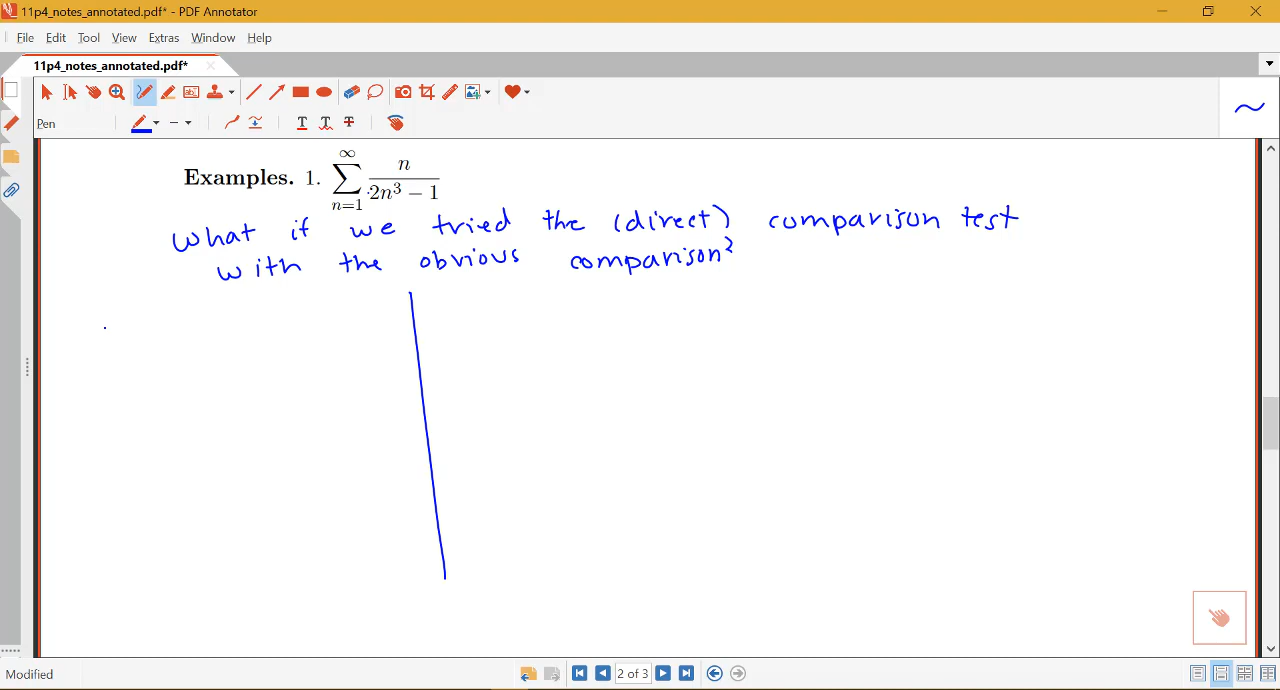 11p4_notes_annotated.pdf* - PDF Annotator
File Edit Tool View Extras Window Help
11p4_notes_annotated.pdf*
Pen
Examples. 1. ∑_{n=1}^{∞} n/(2n³ − 1)
What if we tried the (direct) comparison test
with the obvious comparison?
Modified
2 of 3